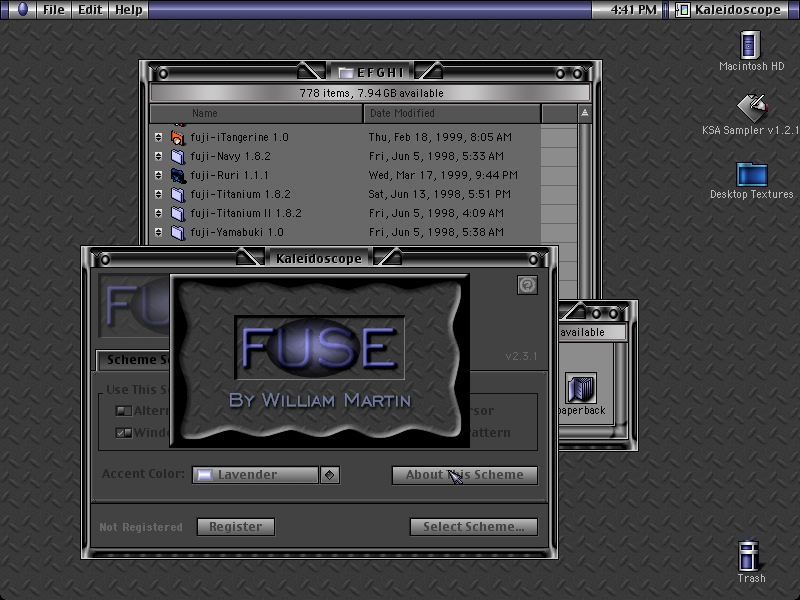 File Edit Help
4:41 PM Kaleidoscope
Macintosh HD
KSA Sampler v1.2.1
Desktop Textures
EFGHI
778 items, 7.94 GB available
Name Date Modified
fuji-iTangerine 1.0 Thu, Feb 18, 1999, 8:05 AM
fuji-Navy 1.8.2 Fri, Jun 5, 1998, 5:33 AM
fuji-Ruri 1.1.1 Wed, Mar 17, 1999, 9:44 PM
fuji-Titanium 1.8.2 Sat, Jun 13, 1998, 5:51 PM
fuji-Titanium II 1.8.2 Fri, Jun 5, 1998, 4:09 AM
fuji-Yamabuki 1.0 Fri, Jun 5, 1998, 5:38 AM
Kaleidoscope
FUS
FUSE
By William Martin
v2.3.1
Scheme S
Use This S
Altern
Windo
rsor
attern
Accent Color: Lavender
About This Scheme
Not Registered Register Select Scheme...
available
paperback
Trash